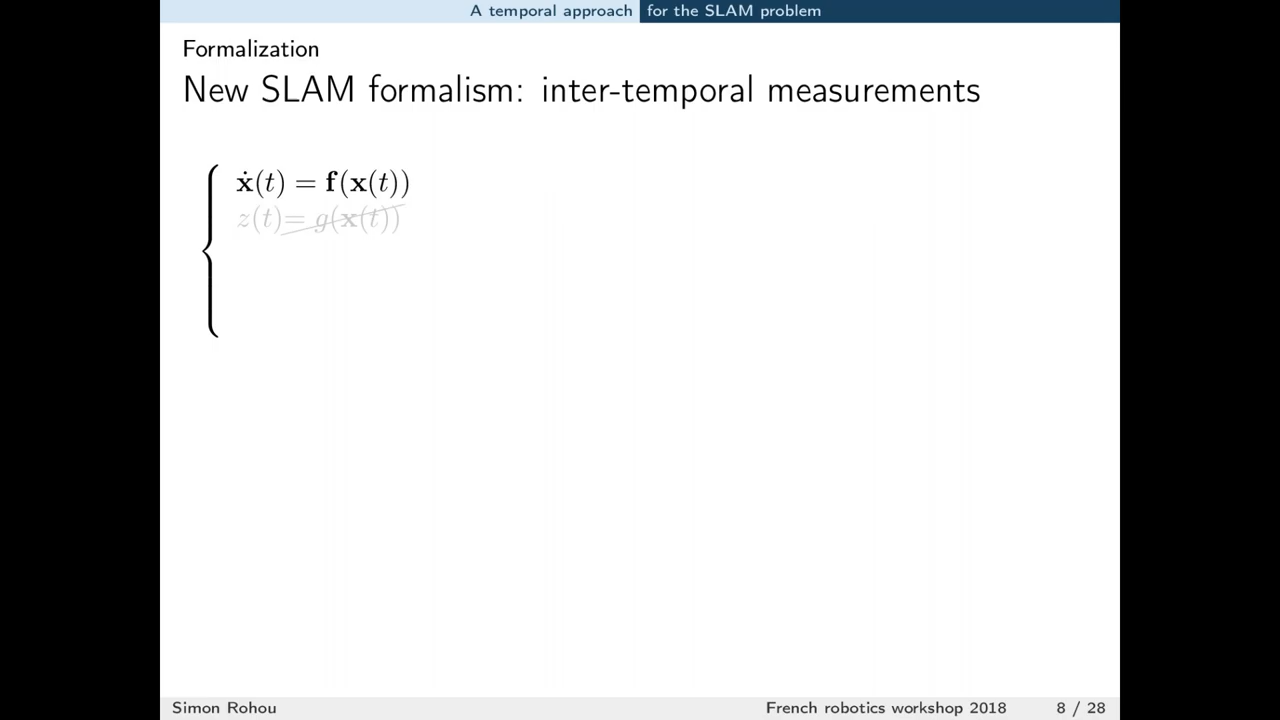 A temporal approach for the SLAM problem
Formalization
New SLAM formalism: inter-temporal measurements
ẋ(t) = f(x(t))
z(t)= g(x(t))
Simon Rohou French robotics workshop 2018 8 / 28